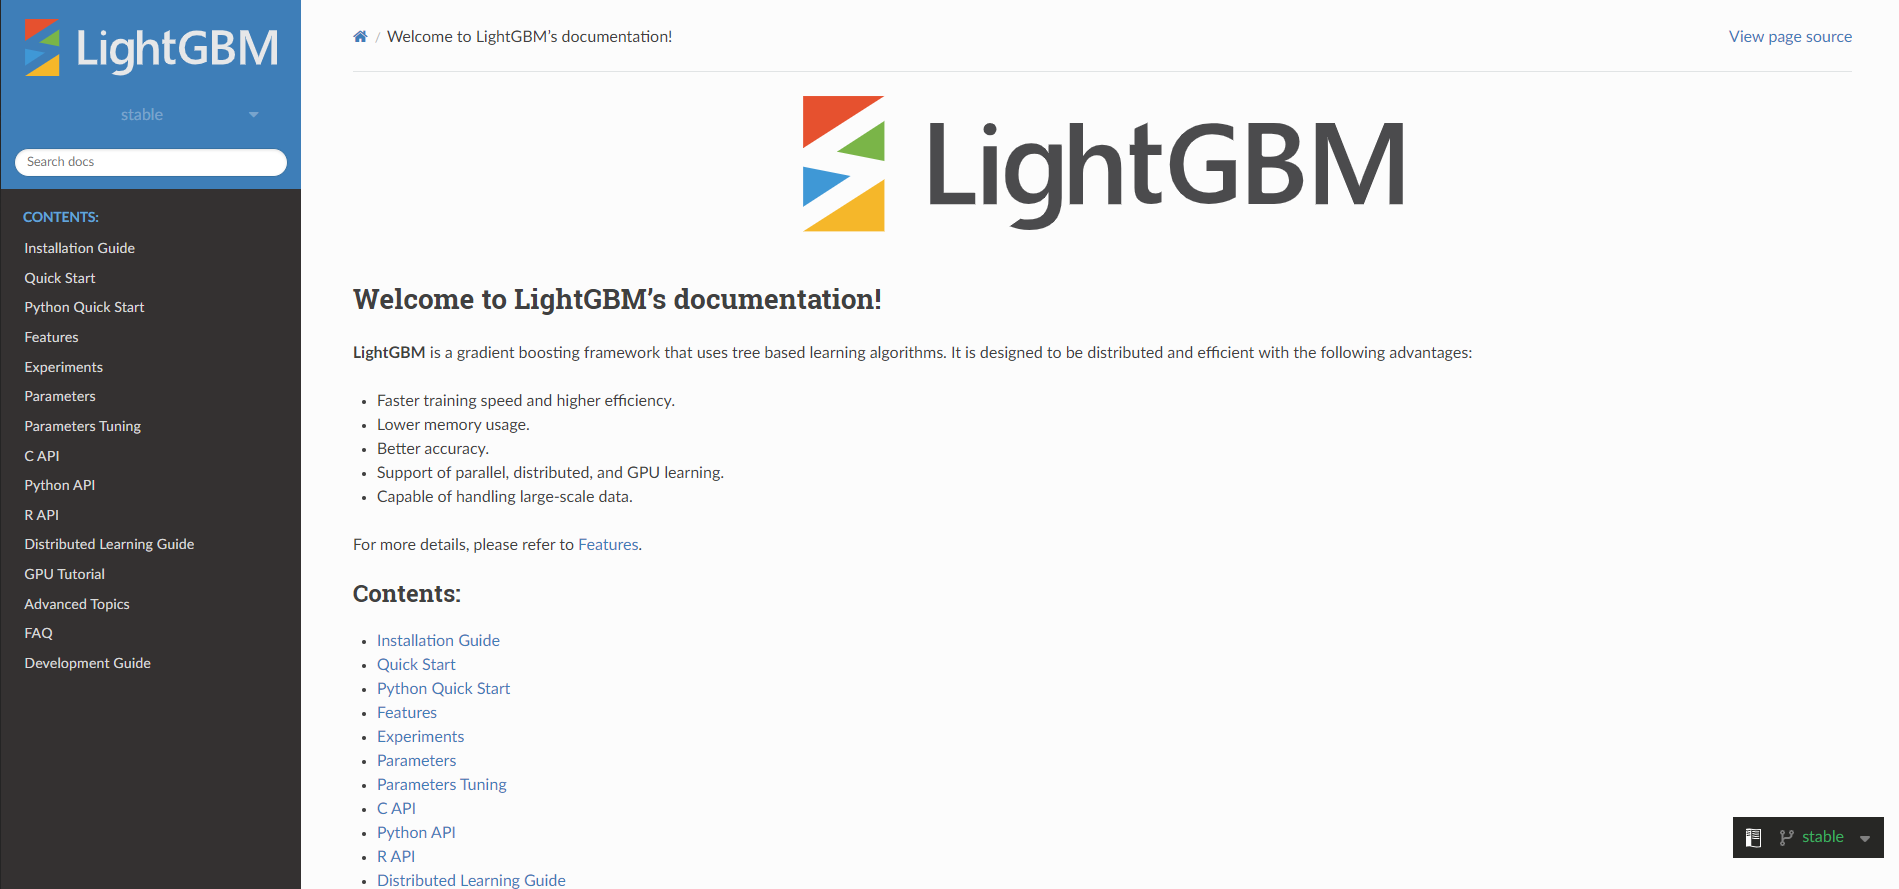 LightGBM
stable
Search docs
CONTENTS:
Installation Guide
Quick Start
Python Quick Start
Features
Experiments
Parameters
Parameters Tuning
C API
Python API
R API
Distributed Learning Guide
GPU Tutorial
Advanced Topics
FAQ
Development Guide
/ Welcome to LightGBM’s documentation!
View page source
LightGBM
Welcome to LightGBM’s documentation!
LightGBM is a gradient boosting framework that uses tree based learning algorithms. It is designed to be distributed and efficient with the following advantages:
• Faster training speed and higher efficiency.
• Lower memory usage.
• Better accuracy.
• Support of parallel, distributed, and GPU learning.
• Capable of handling large-scale data.
For more details, please refer to Features.
Contents:
• Installation Guide
• Quick Start
• Python Quick Start
• Features
• Experiments
• Parameters
• Parameters Tuning
• C API
• Python API
• R API
• Distributed Learning Guide
stable